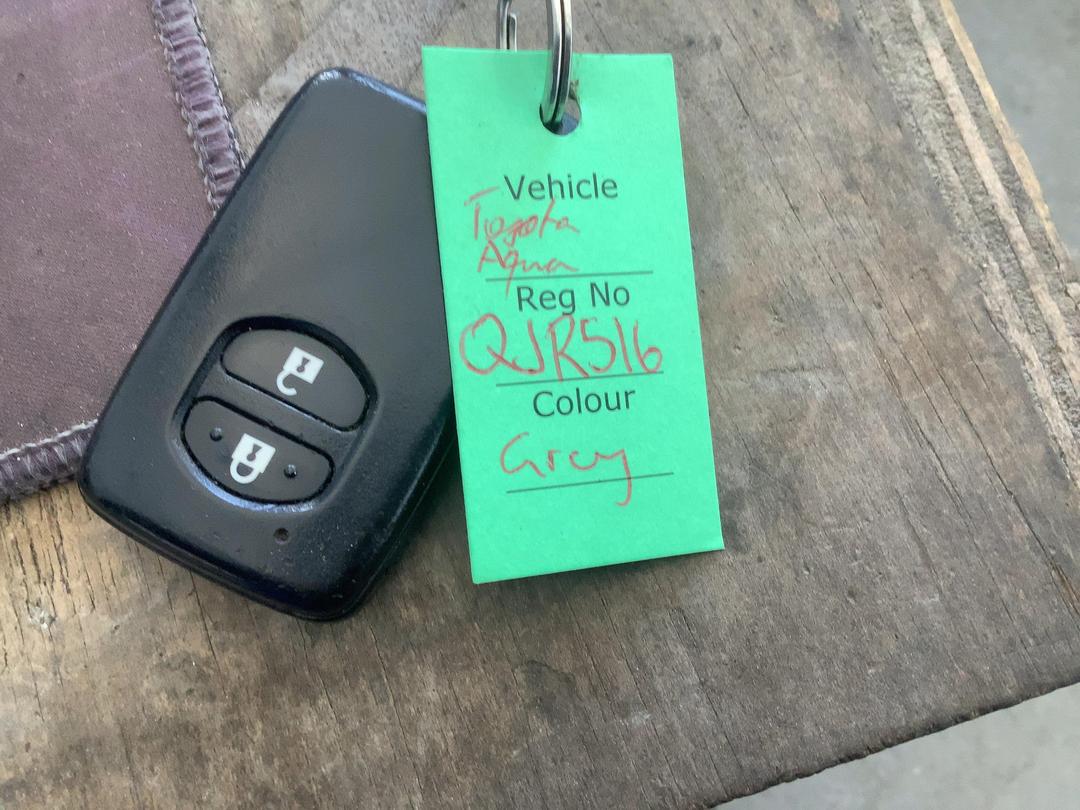 Vehicle
Toyota
Aqua
Reg No
QJR516
Colour
Grey